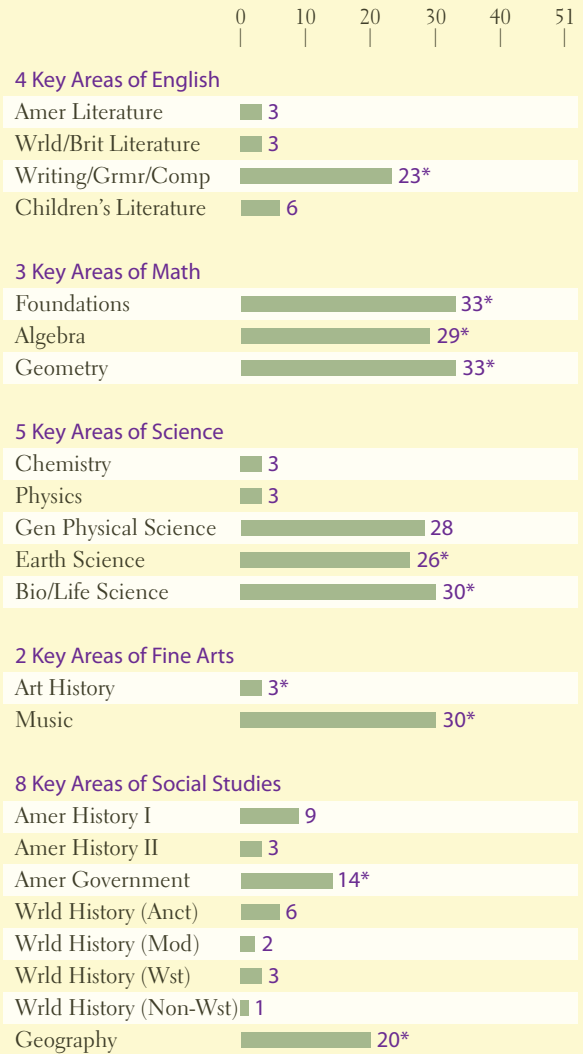 0 10 20 30 40 51
4 Key Areas of English
Amer Literature 3
Wrld/Brit Literature 3
Writing/Grmr/Comp 23*
Children’s Literature 6
3 Key Areas of Math
Foundations 33*
Algebra 29*
Geometry 33*
5 Key Areas of Science
Chemistry 3
Physics 3
Gen Physical Science 28
Earth Science 26*
Bio/Life Science 30*
2 Key Areas of Fine Arts
Art History 3*
Music 30*
8 Key Areas of Social Studies
Amer History I 9
Amer History II 3
Amer Government 14*
Wrld History (Anct) 6
Wrld History (Mod) 2
Wrld History (Wst) 3
Wrld History (Non-Wst) 1
Geography 20*